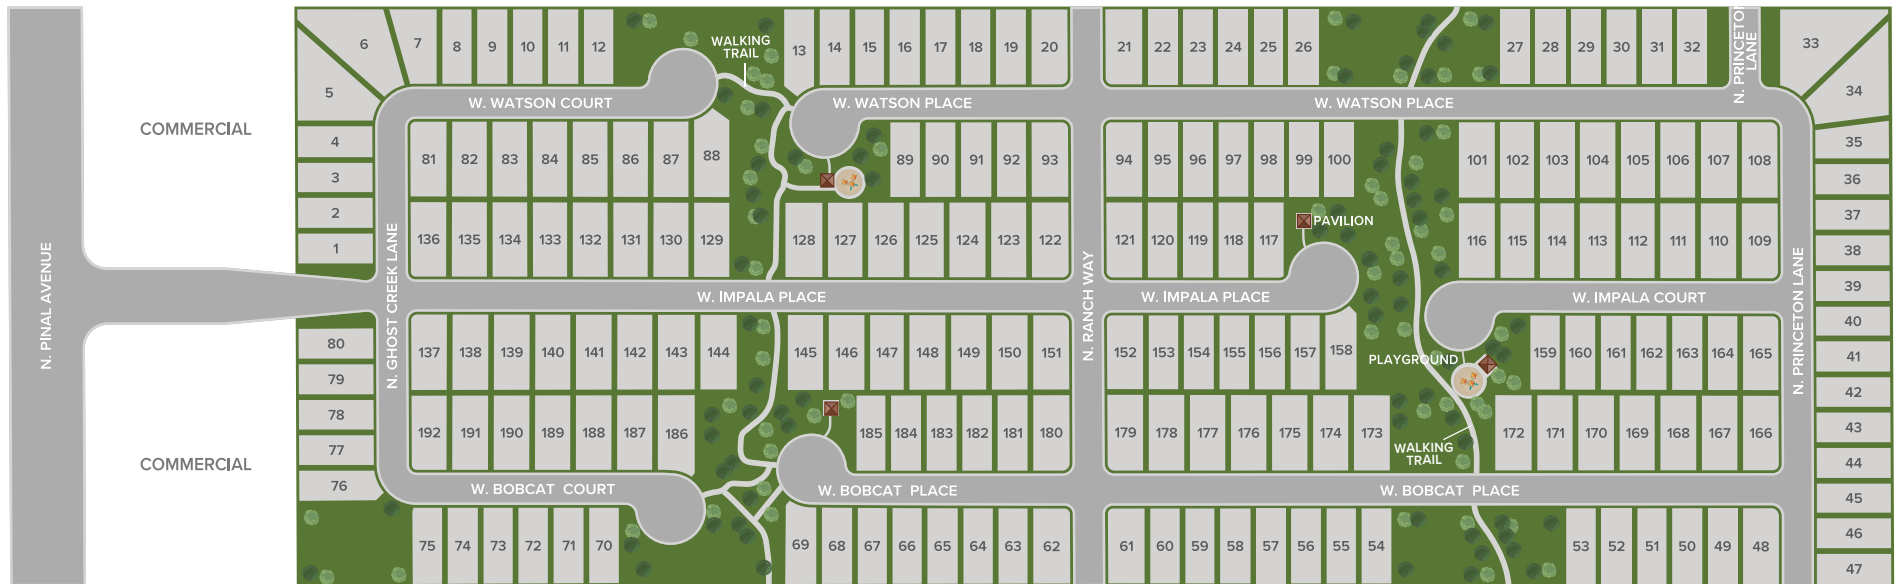 6 7 8 9 10 11 12
WALKING
TRAIL
13 14 15 16 17 18 19 20
21 22 23 24 25 26
27 28 29 30 31 32
N. PRINCETON
LANE
33
34
5
W. WATSON COURT
W. WATSON PLACE
W. WATSON PLACE
COMMERCIAL
4
3
2
1
81 82 83 84 85 86 87 88
89 90 91 92 93
94 95 96 97 98 99 100
101 102 103 104 105 106 107 108
35
36
37
38
39
40
41
42
43
44
45
46
47
PAVILION
136 135 134 133 132 131 130 129
128 127 126 125 124 123 122
121 120 119 118 117
116 115 114 113 112 111 110 109
N. PINAL AVENUE
N. GHOST CREEK LANE
N. RANCH WAY
N. PRINCETON LANE
W. IMPALA PLACE
W. IMPALA PLACE
W. IMPALA COURT
80
79
78
77
76
137 138 139 140 141 142 143 144
145 146 147 148 149 150 151
152 153 154 155 156 157 158
PLAYGROUND
159 160 161 162 163 164 165
192 191 190 189 188 187 186
185 184 183 182 181 180
179 178 177 176 175 174 173
WALKING
TRAIL
172 171 170 169 168 167 166
COMMERCIAL
W. BOBCAT COURT
W. BOBCAT PLACE
W. BOBCAT PLACE
75 74 73 72 71 70
69 68 67 66 65 64 63 62
61 60 59 58 57 56 55 54
53 52 51 50 49 48